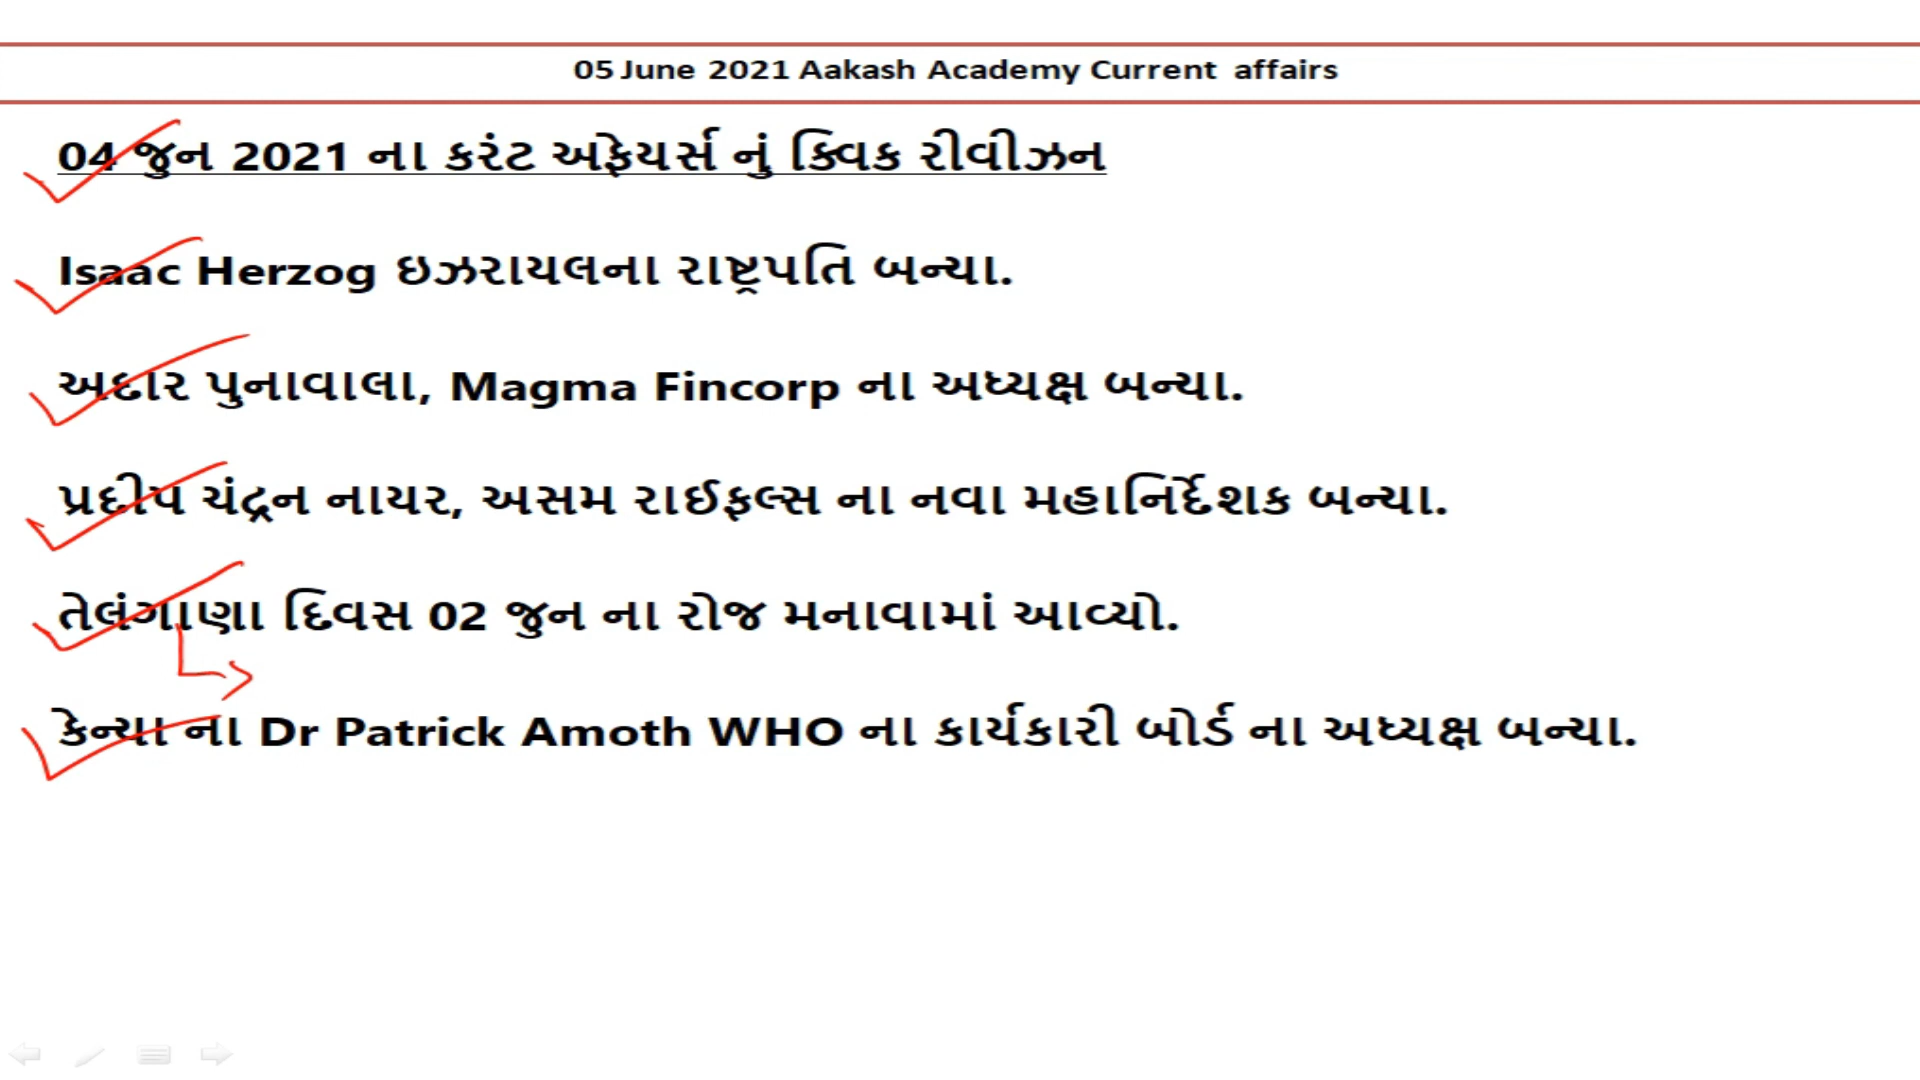 05 June 2021 Aakash Academy Current affairs
04 જુન 2021 ના કરંટ અફેયર્સ નું ક્વિક રીવીઝન
Isaac Herzog ઇઝરાયલના રાષ્ટ્રપતિ બન્યા.
અદાર પુનાવાલા, Magma Fincorp ના અધ્યક્ષ બન્યા.
પ્રદીપ ચંદ્રન નાયર, અસમ રાઈફલ્સ ના નવા મહાનિર્દેશક બન્યા.
તેલંગાણા દિવસ 02 જુન ના રોજ મનાવામાં આવ્યો.
કેન્યા ના Dr Patrick Amoth WHO ના કાર્યકારી બોર્ડ ના અધ્યક્ષ બન્યા.